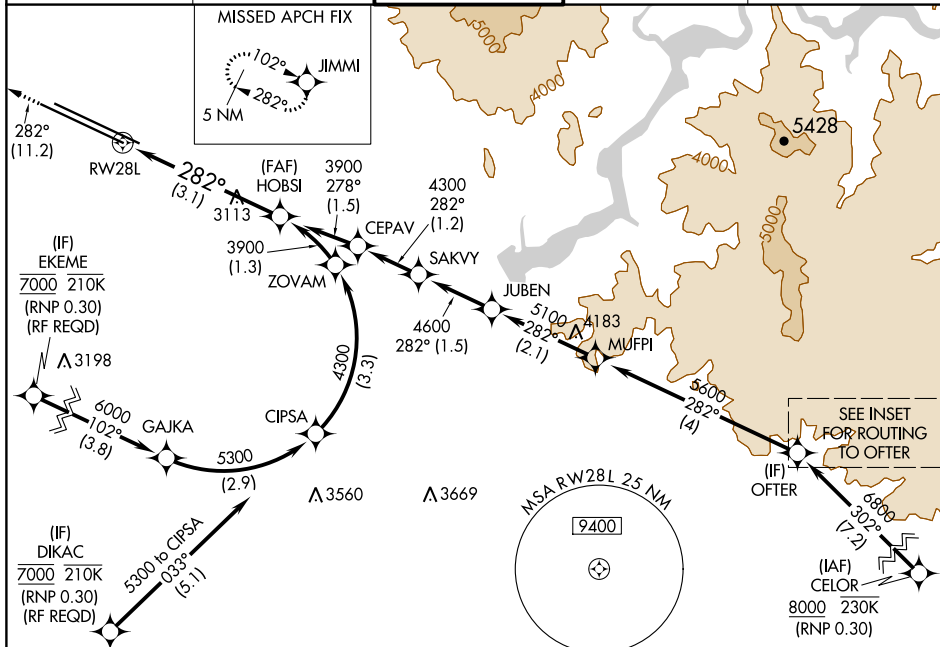 MISSED APCH FIX
102°
JIMMI
282°
5 NM
5000
4000
5428
4000
5000
282°
(11.2)
RW28L
282°
(3.1)
3113
(FAF)
HOBSI
3900
278°
(1.5)
4300
282°
(1.2)
CEPAV
3900
(1.3)
ZOVAM
SAKVY
JUBEN
4600
282° (1.5)
5100
282°
(2.1)
4183
MUFPI
(IF)
EKEME
7000 210K
(RNP 0.30)
(RF REQD)
3198
6000
102°
(3.8)
GAJKA
5300
(2.9)
CIPSA
4300
(3.3)
5600
282°
(4)
SEE INSET
FOR ROUTING
TO OFTER
(IF)
OFTER
3560
3669
MSA RW28L 25 NM
9400
6800
302°
(7.2)
(IAF)
CELOR
8000 230K
(RNP 0.30)
(IF)
DIKAC
7000 210K
(RNP 0.30)
(RF REQD)
5300 to CIPSA
033°
(5.1)